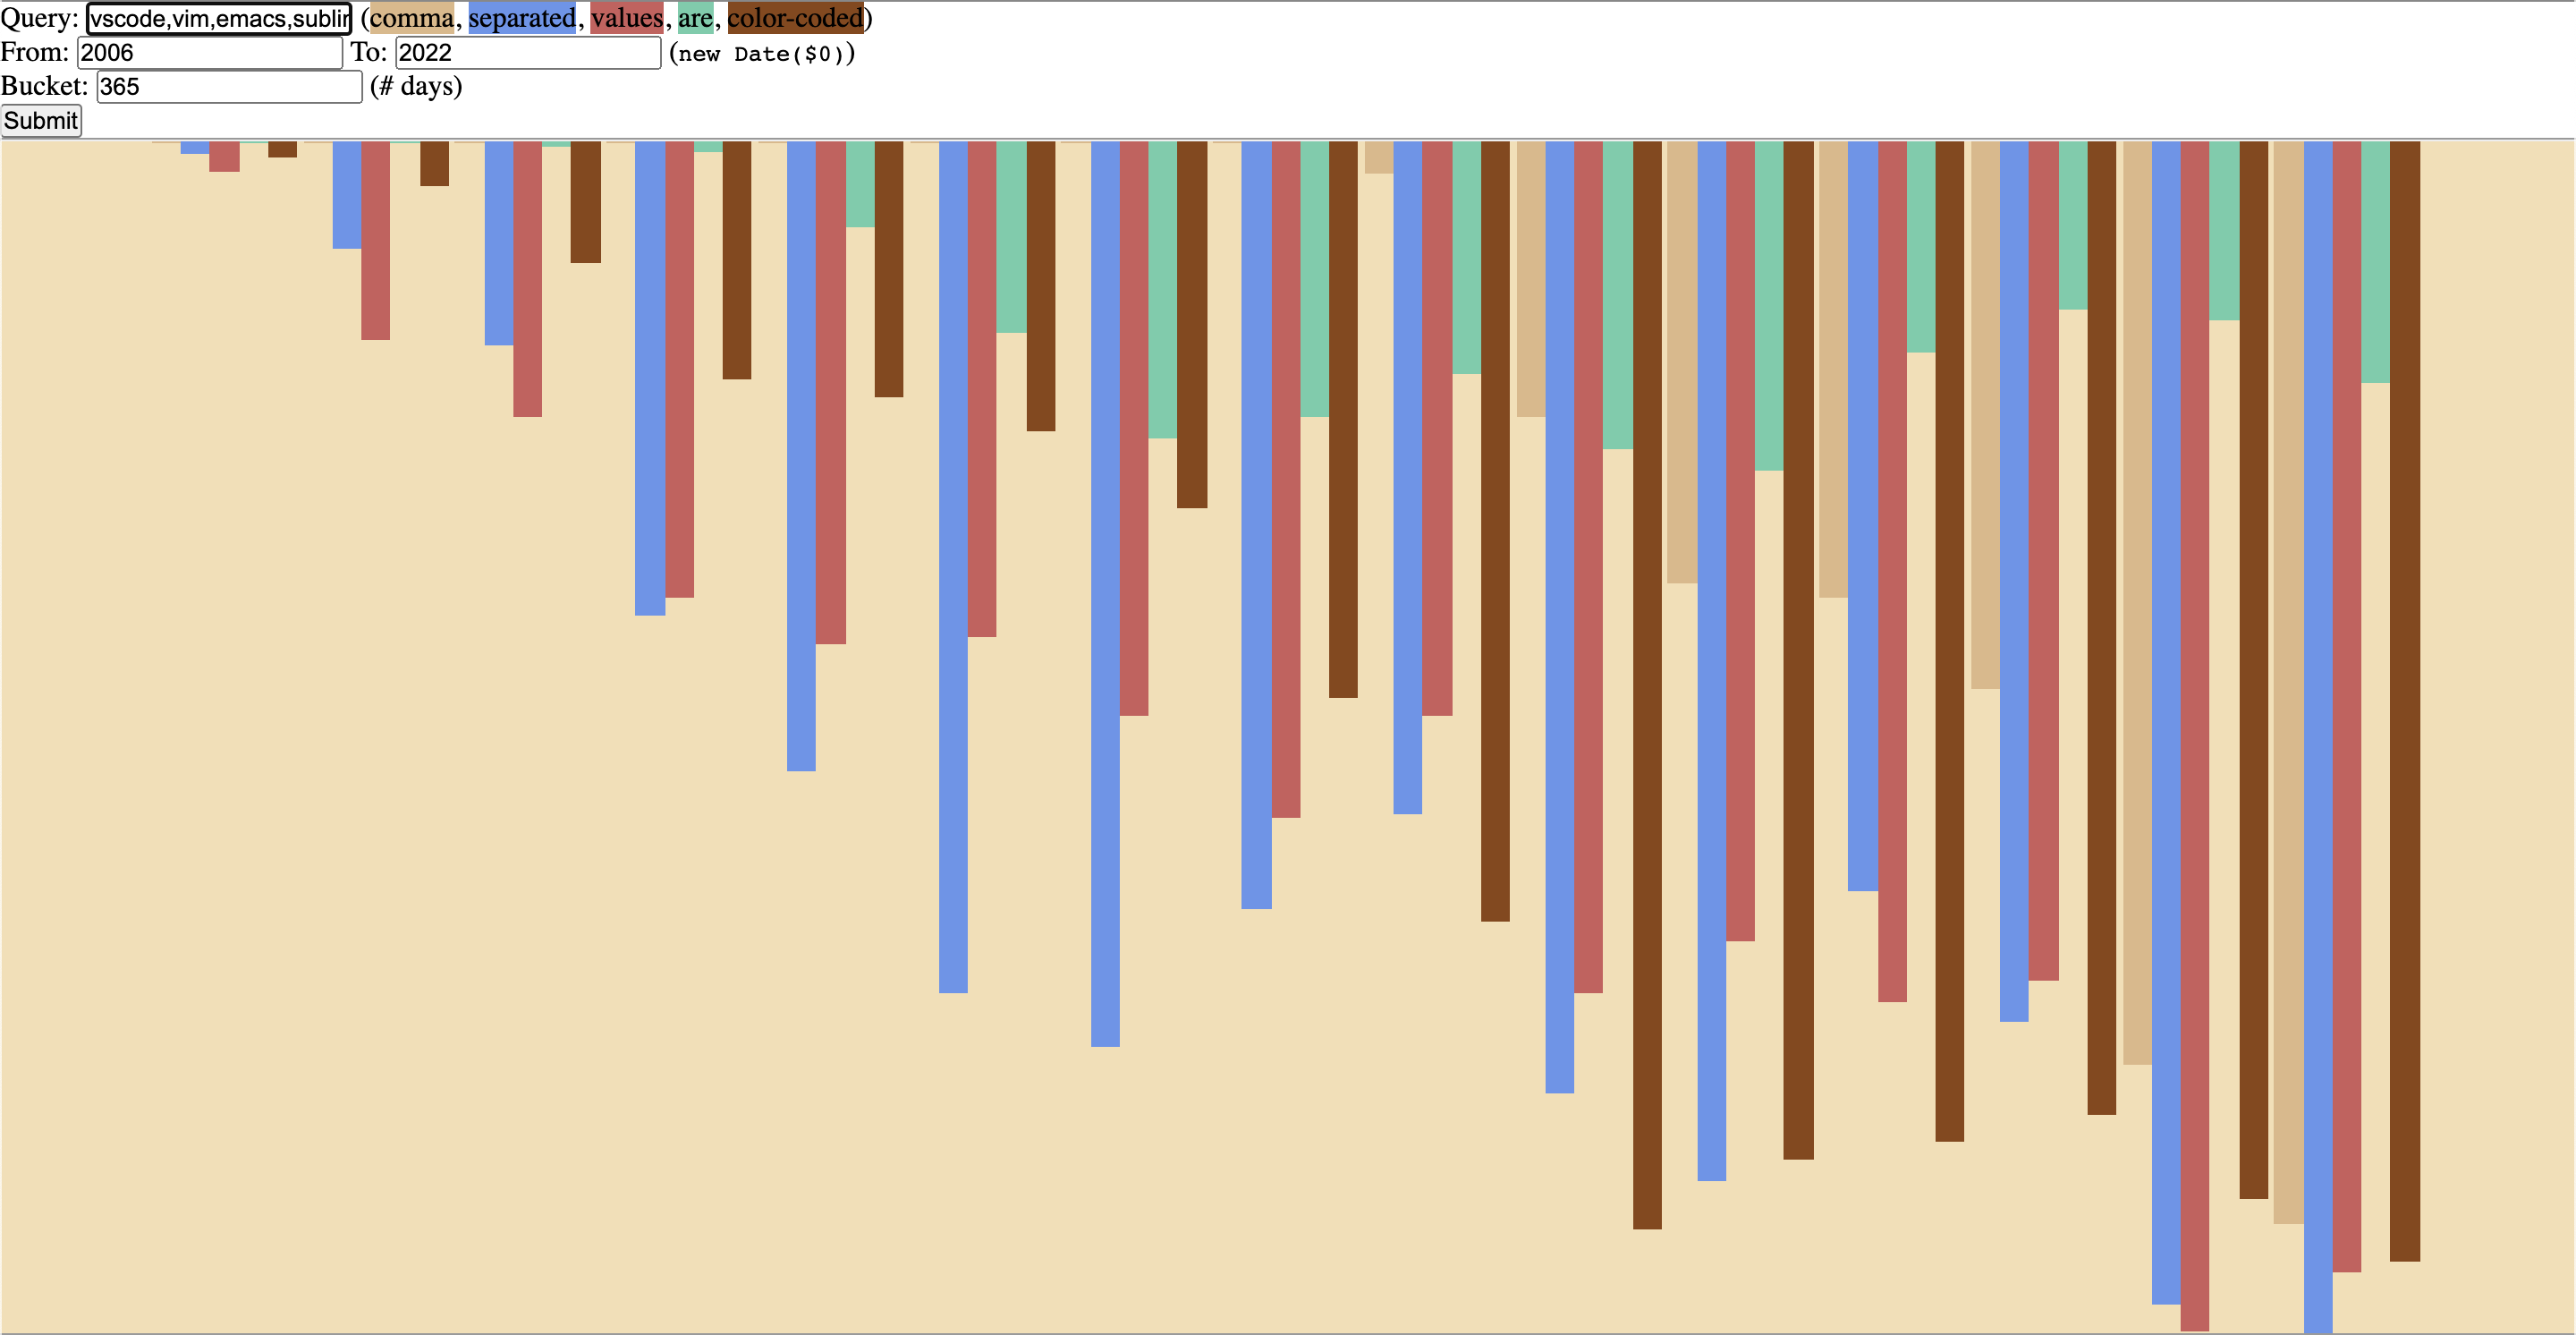 Query: vscode,vim,emacs,sublir (comma, separated, values, are, color-coded)
From: 2006 To: 2022 (new Date($0))
Bucket: 365 (# days)
Submit